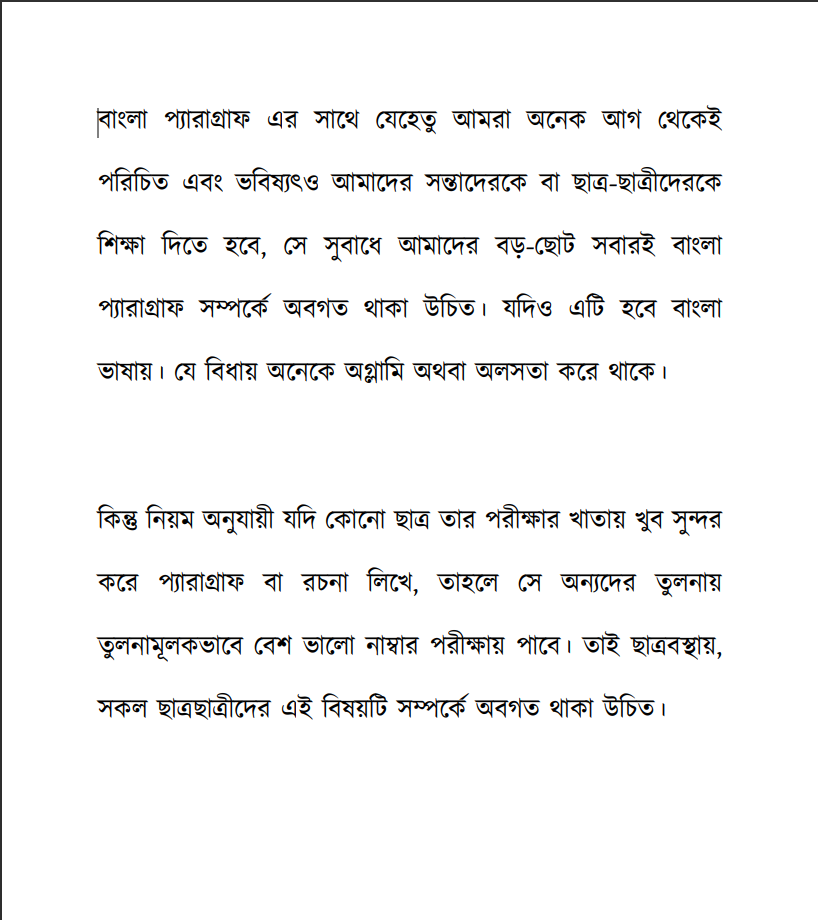 বাংলা প্যারাগ্রাফ এর সাথে যেহেতু আমরা অনেক আগ থেকেই
পরিচিত এবং ভবিষ্যৎও আমাদের সন্তাদেরকে বা ছাত্র-ছাত্রীদেরকে
শিক্ষা দিতে হবে, সে সুবাধে আমাদের বড়-ছোট সবারই বাংলা
প্যারাগ্রাফ সম্পর্কে অবগত থাকা উচিত। যদিও এটি হবে বাংলা
ভাষায়। যে বিধায় অনেকে অগ্লামি অথবা অলসতা করে থাকে।
কিন্তু নিয়ম অনুযায়ী যদি কোনো ছাত্র তার পরীক্ষার খাতায় খুব সুন্দর
করে প্যারাগ্রাফ বা রচনা লিখে, তাহলে সে অন্যদের তুলনায়
তুলনামূলকভাবে বেশ ভালো নাম্বার পরীক্ষায় পাবে। তাই ছাত্রবস্থায়,
সকল ছাত্রছাত্রীদের এই বিষয়টি সম্পর্কে অবগত থাকা উচিত।